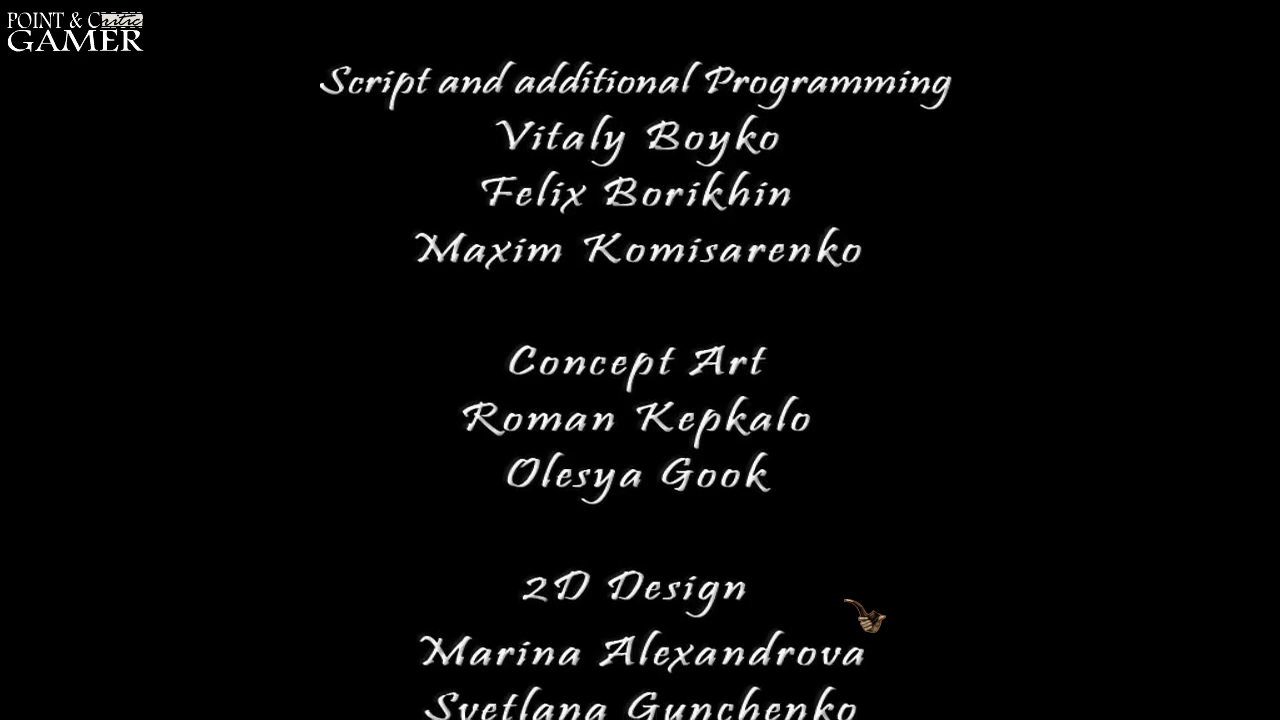 POINT & Critic
GAMER
Script and additional Programming
Vitaly Boyko
Felix Borikhin
Maxim Komisarenko
Concept Art
Roman Kepkalo
Olesya Gook
2D Design
Marina Alexandrova
Svetlana Gunchenko